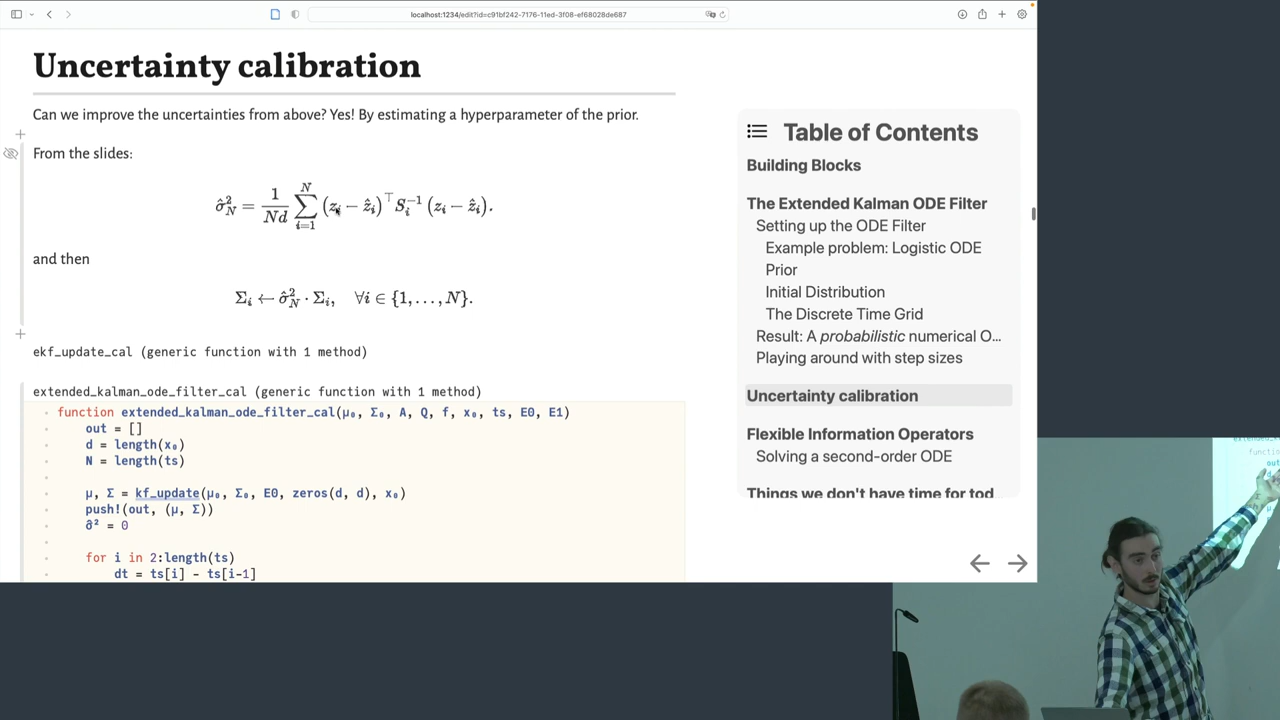 localhost:1234/edit?id=c91bf242-7176-11ed-3f08-ef68028de687
Uncertainty calibration
Can we improve the uncertainties from above? Yes! By estimating a hyperparameter of the prior.
From the slides:
σ̂²_N = 1/(Nd) ∑_{i=1}^{N} (z_i − ẑ_i)^⊤ S_i^{−1} (z_i − ẑ_i).
and then
Σ_i ← σ̂²_N · Σ_i, ∀i ∈ {1, . . . , N}.
ekf_update_cal (generic function with 1 method)
extended_kalman_ode_filter_cal (generic function with 1 method)
function extended_kalman_ode_filter_cal(μ₀, Σ₀, A, Q, f, x₀, ts, E0, E1)
out = []
d = length(x₀)
N = length(ts)
μ, Σ = kf_update(μ₀, Σ₀, E0, zeros(d, d), x₀)
push!(out, (μ, Σ))
σ̂² = 0
for i in 2:length(ts)
dt = ts[i] - ts[i-1]
Table of Contents
Building Blocks
The Extended Kalman ODE Filter
Setting up the ODE Filter
Example problem: Logistic ODE
Prior
Initial Distribution
The Discrete Time Grid
Result: A probabilistic numerical O...
Playing around with step sizes
Uncertainty calibration
Flexible Information Operators
Solving a second-order ODE
Things we don't have time for tod